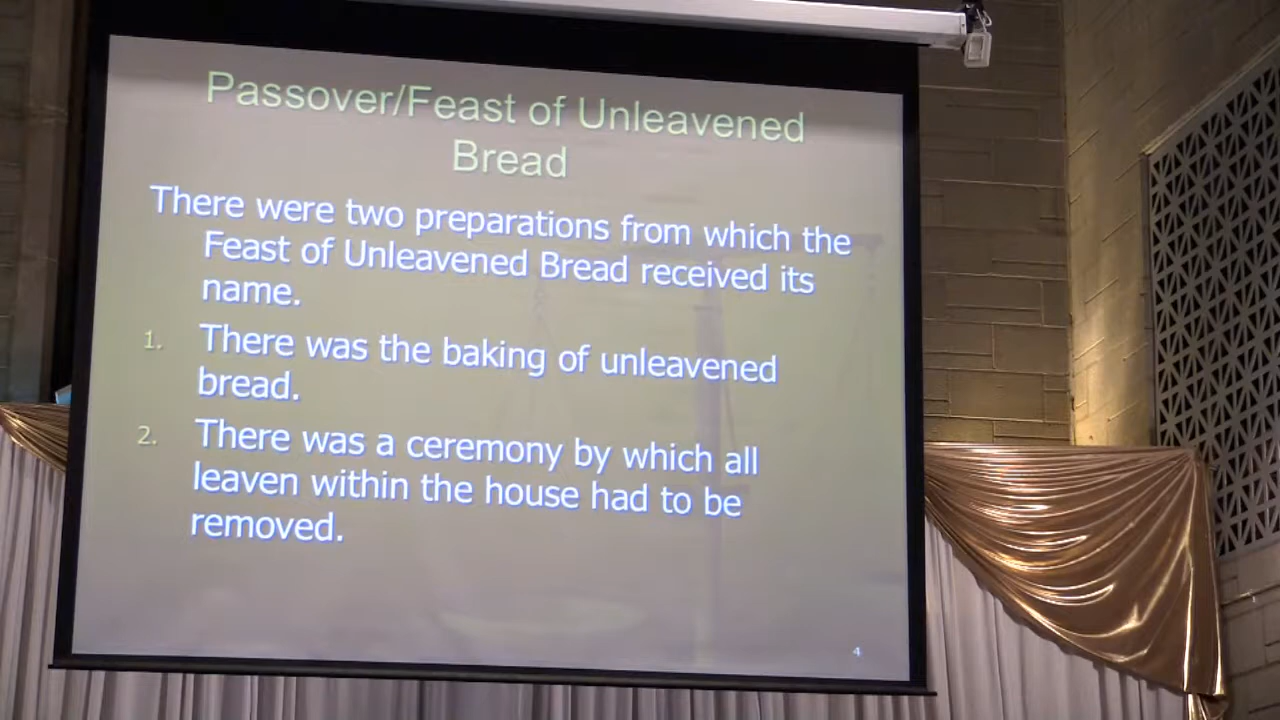 Passover/Feast of Unleavened
Bread
There were two preparations from which the
Feast of Unleavened Bread received its
name.
1. There was the baking of unleavened
bread.
2. There was a ceremony by which all
leaven within the house had to be
removed.
4